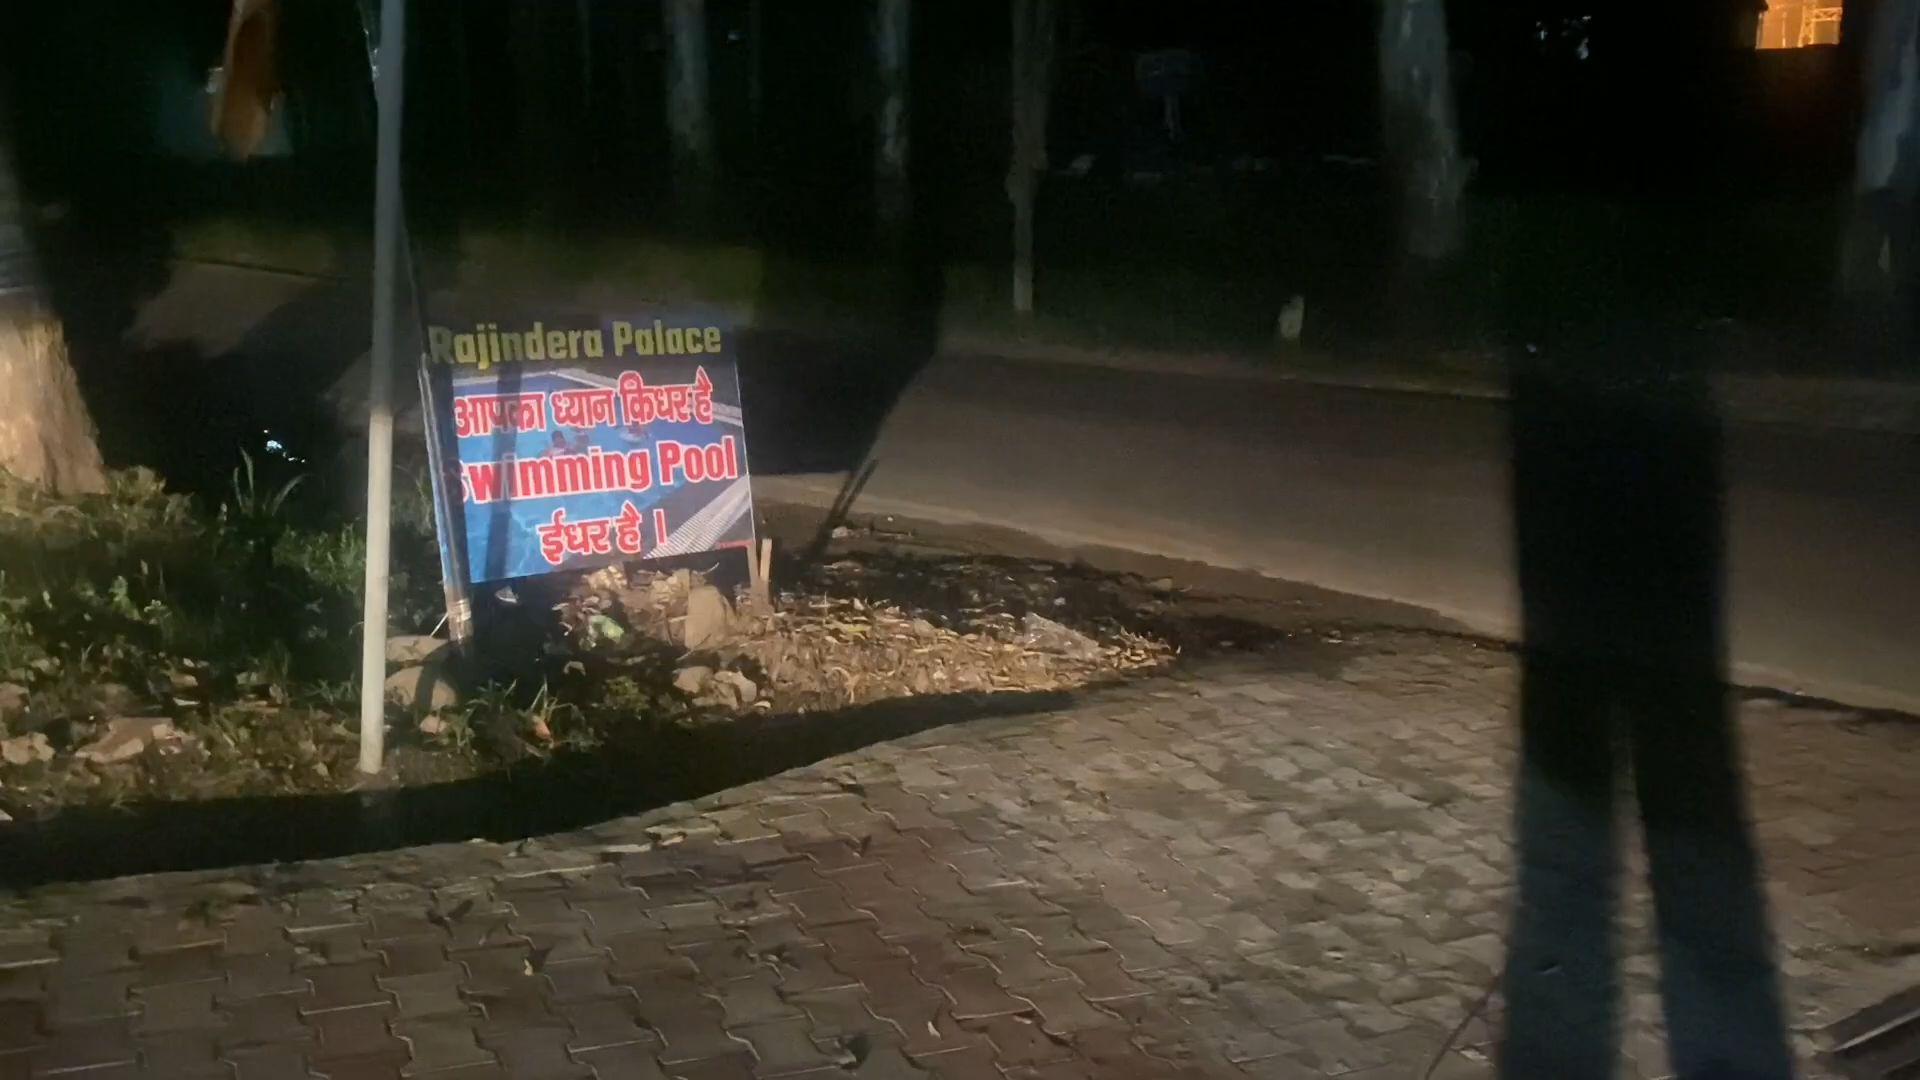 Rajindera Palace
आपका ध्यान किधर है
Swimming Pool
ईधर है ।